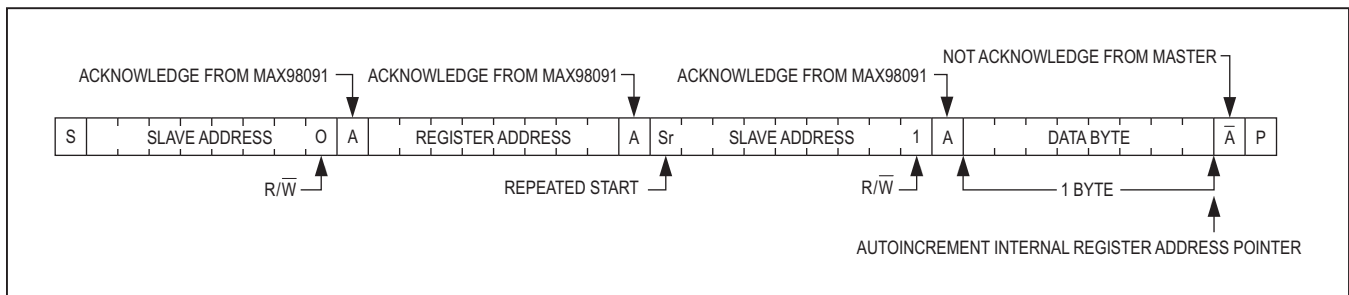 NOT ACKNOWLEDGE FROM MASTER
ACKNOWLEDGE FROM MAX98091 ACKNOWLEDGE FROM MAX98091 ACKNOWLEDGE FROM MAX98091
S SLAVE ADDRESS O A REGISTER ADDRESS A Sr SLAVE ADDRESS 1 A DATA BYTE A̅ P
R/W̅ REPEATED START R/W̅ 1 BYTE
AUTOINCREMENT INTERNAL REGISTER ADDRESS POINTER